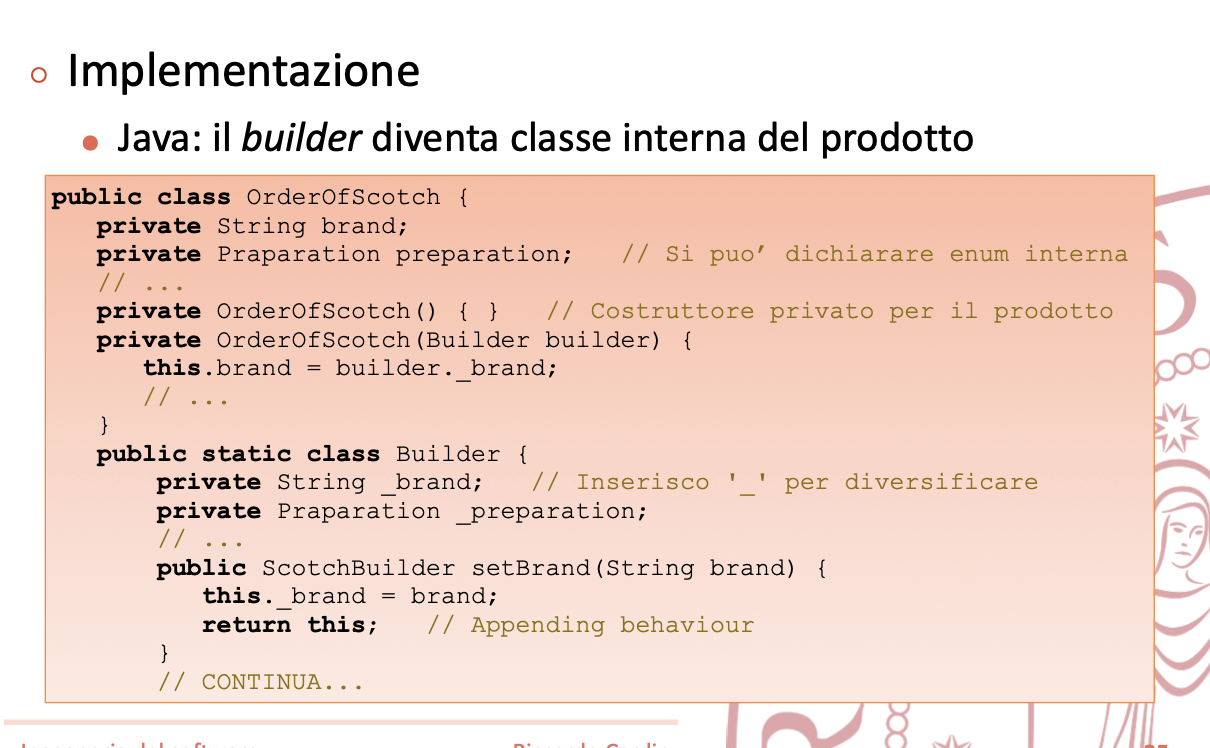 Implementazione
Java: il builder diventa classe interna del prodotto
public class OrderOfScotch {
private String brand;
private Praparation preparation; // Si puo’ dichiarare enum interna
// ...
private OrderOfScotch() { } // Costruttore privato per il prodotto
private OrderOfScotch(Builder builder) {
this.brand = builder._brand;
// ...
}
public static class Builder {
private String _brand; // Inserisco '_' per diversificare
private Praparation _preparation;
// ...
public ScotchBuilder setBrand(String brand) {
this._brand = brand;
return this; // Appending behaviour
}
// CONTINUA...